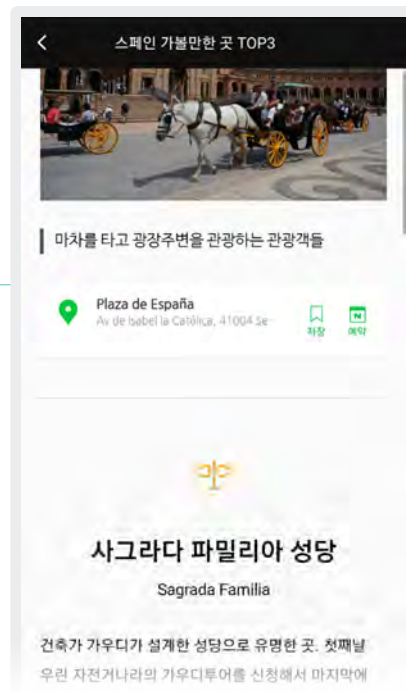 스페인 가볼만한 곳 TOP3
마차를 타고 광장주변을 관광하는 관광객들
Plaza de España
Av de Isabel la Católica, 41004 Se
저장
예약
사그라다 파밀리아 성당
Sagrada Familia
건축가 가우디가 설계한 성당으로 유명한 곳. 첫째날
우린 자전거나라의 가우디투어를 신청해서 마지막에